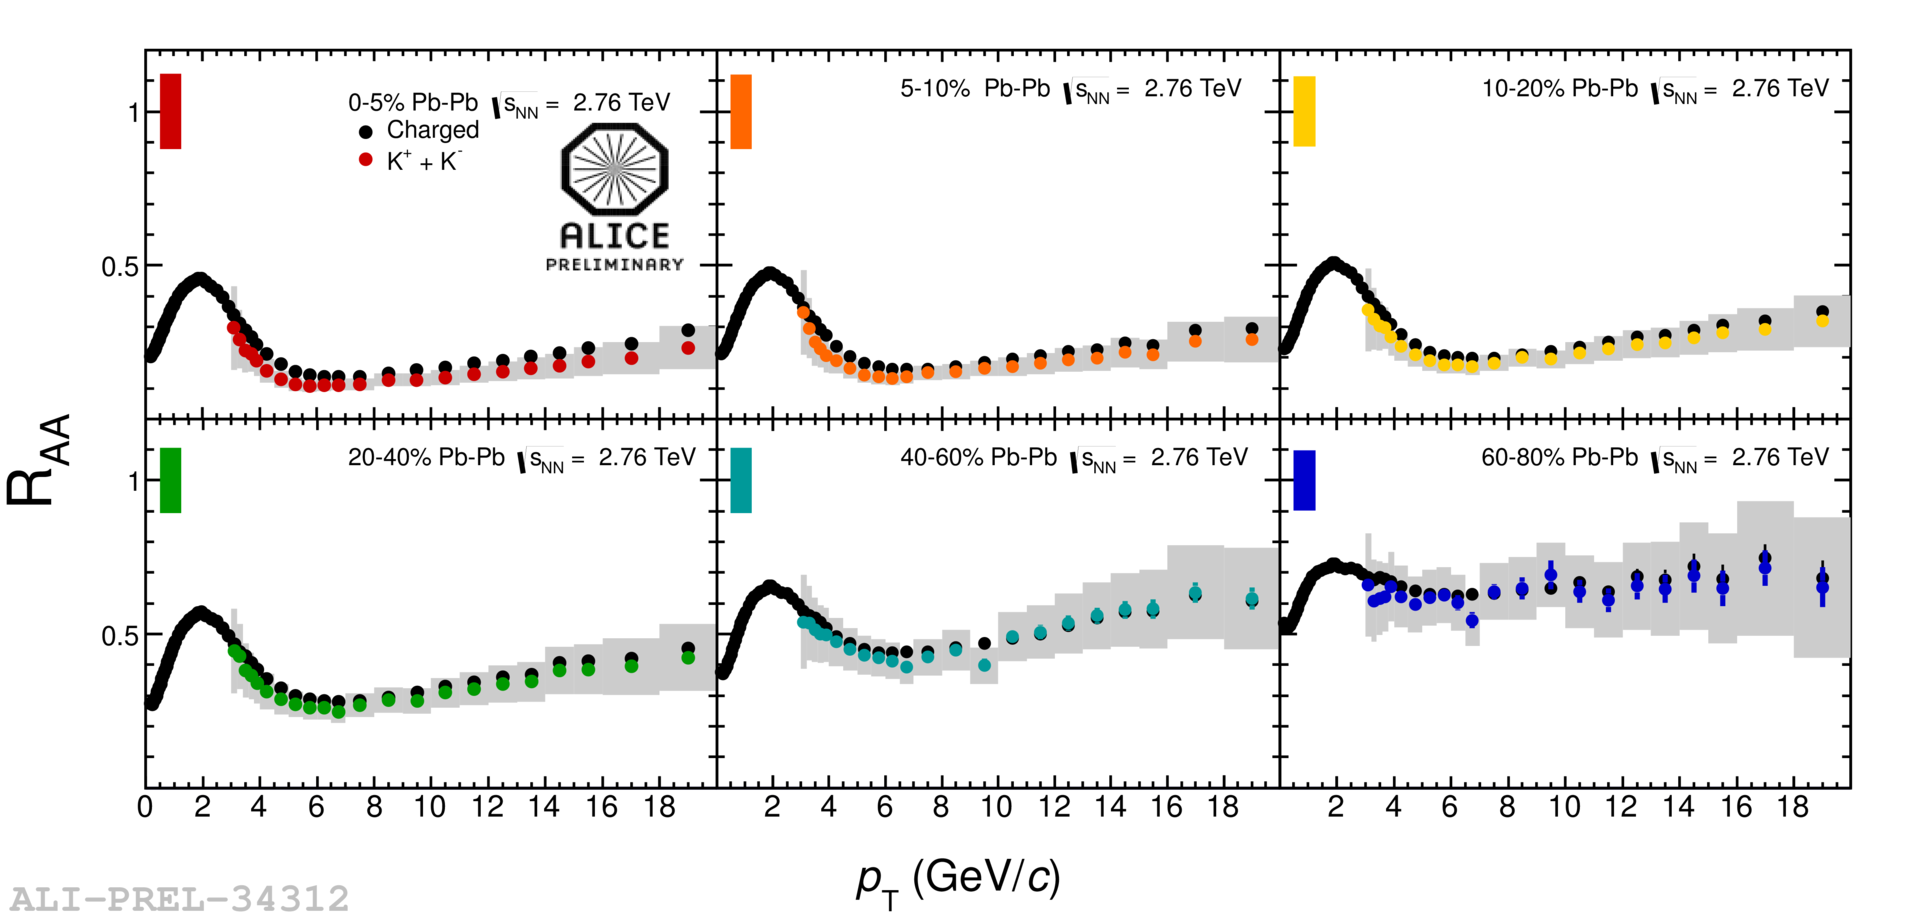 0-5% Pb-Pb √sNN = 2.76 TeV
Charged
K+ + K-
ALICE
PRELIMINARY
5-10% Pb-Pb √sNN = 2.76 TeV
10-20% Pb-Pb √sNN = 2.76 TeV
1
0.5
RAA
20-40% Pb-Pb √sNN = 2.76 TeV
40-60% Pb-Pb √sNN = 2.76 TeV
60-80% Pb-Pb √sNN = 2.76 TeV
1
0.5
0 2 4 6 8 10 12 14 16 18
2 4 6 8 10 12 14 16 18
2 4 6 8 10 12 14 16 18
pT (GeV/c)
ALI-PREL-34312